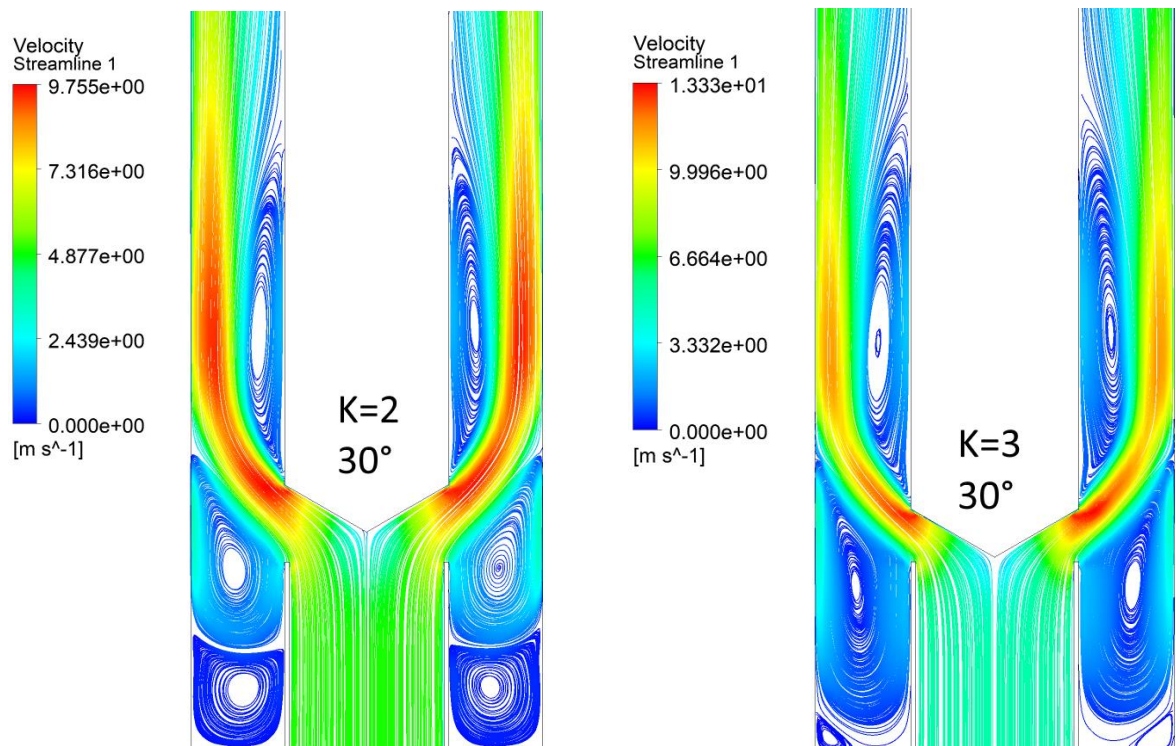 Velocity
Streamline 1
9.755e+00
7.316e+00
4.877e+00
2.439e+00
0.000e+00
[m s^-1]
K=2
30°
Velocity
Streamline 1
1.333e+01
9.996e+00
6.664e+00
3.332e+00
0.000e+00
[m s^-1]
K=3
30°